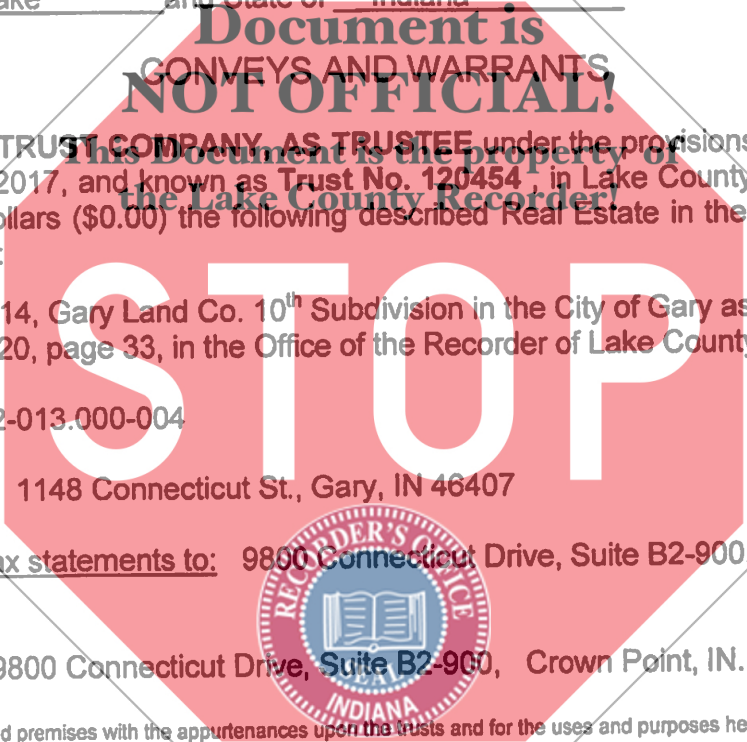 ake and State of Indiana
Document is
CONVEYS AND WARRANTS
NOT OFFICIAL!
TRUST COMPANY, AS TRUSTEE under the provisions
This Document is the property of
2017, and known as Trust No. 120454, in Lake County
the Lake County Recorder!
ollars ($0.00) the following described Real Estate in the
:
14, Gary Land Co. 10th Subdivision in the City of Gary as
20, page 33, in the Office of the Recorder of Lake County
STOP
2-013.000-004
1148 Connecticut St., Gary, IN 46407
ax statements to: 9800 Connecticut Drive, Suite B2-900
RECORDER'S OFFICE
SEAL
9800 Connecticut Drive, Suite B2-900, Crown Point, IN.
INDIANA
d premises with the appurtenances upon the trusts and for the uses and purposes he